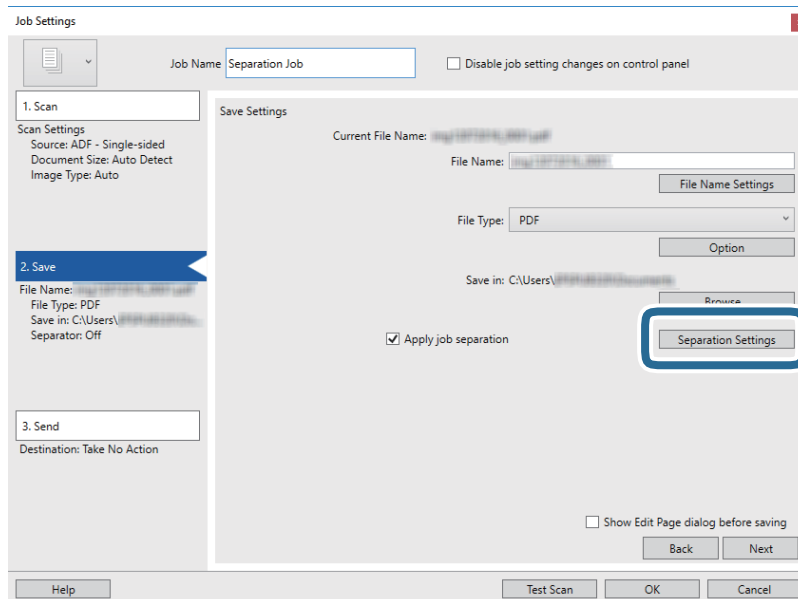 Job Settings
Job Name Separation Job
Disable job setting changes on control panel
1. Scan
Scan Settings
Source: ADF - Single-sided
Document Size: Auto Detect
Image Type: Auto
2. Save
File Name:
File Type: PDF
Save in: C:\Users\
Separator: Off
3. Send
Destination: Take No Action
Save Settings
Current File Name:
File Name:
File Name Settings
File Type: PDF
Option
Save in: C:\Users\
Browse
Apply job separation
Separation Settings
Show Edit Page dialog before saving
Back Next
Help Test Scan OK Cancel